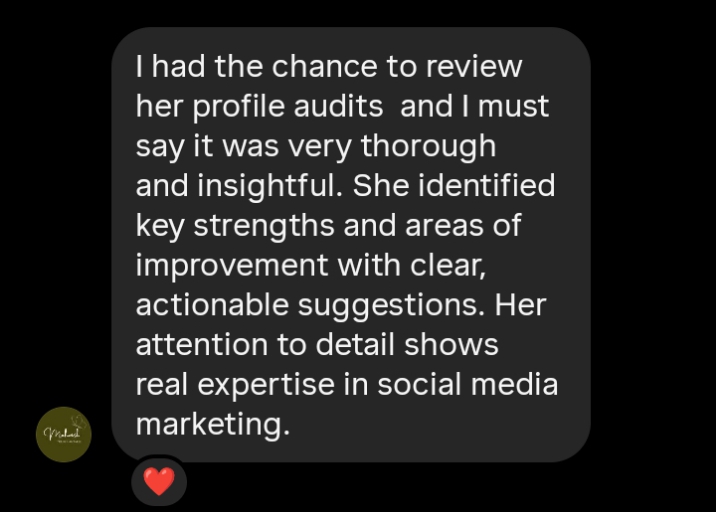 I had the chance to review
her profile audits  and I must
say it was very thorough
and insightful. She identified
key strengths and areas of
improvement with clear,
actionable suggestions. Her
attention to detail shows
real expertise in social media
marketing.